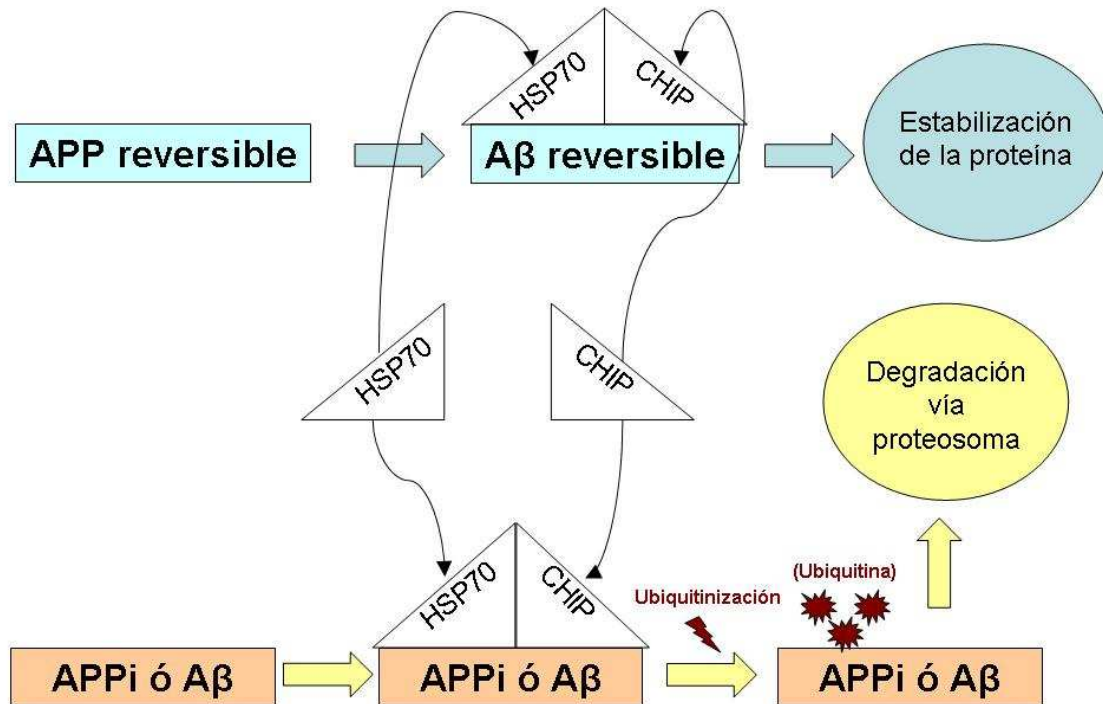 HSP70
CHIP
APP reversible
Aβ reversible
Estabilización
de la proteína
HSP70
CHIP
Degradación
vía
proteosoma
HSP70
CHIP
Ubiquitinización
(Ubiquitina)
APPi ó Aβ
APPi ó Aβ
APPi ó Aβ